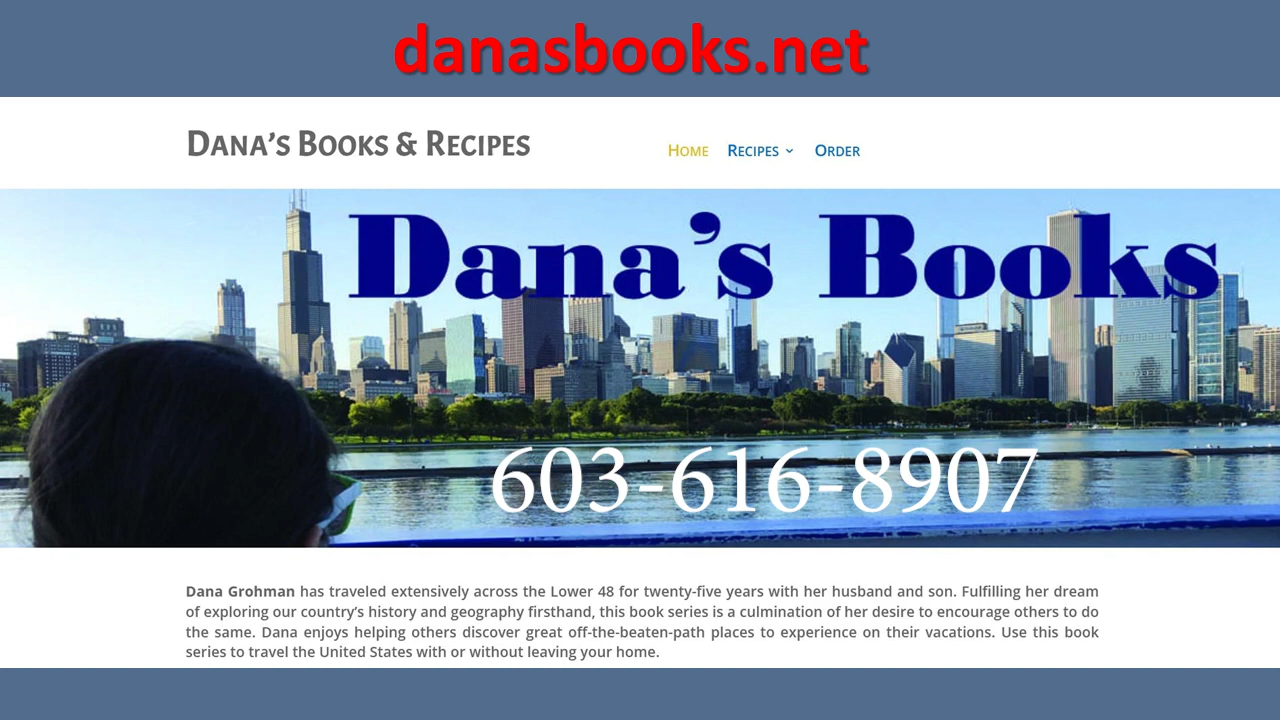 danasbooks.net
Dana's Books & Recipes
Home Recipes Order
Dana's Books
603-616-8907
Dana Grohman has traveled extensively across the Lower 48 for twenty-five years with her husband and son. Fulfilling her dream
of exploring our country's history and geography firsthand, this book series is a culmination of her desire to encourage others to do
the same. Dana enjoys helping others discover great off-the-beaten-path places to experience on their vacations. Use this book
series to travel the United States with or without leaving your home.